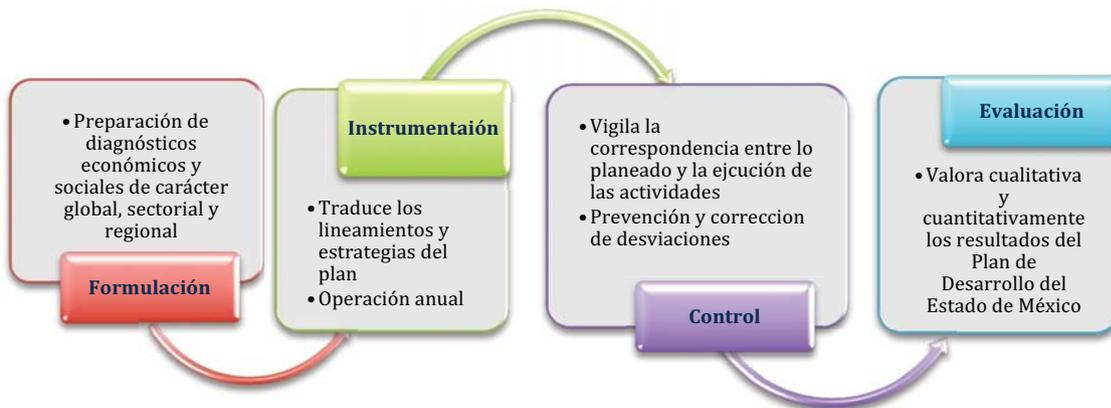 • Preparación de
diagnósticos
económicos y
sociales de carácter
global, sectorial y
regional
Formulación
Instrumentaión
• Traduce los
lineamientos y
estrategias del
plan
• Operación anual
• Vigila la
correspondencia entre lo
planeado y la ejcución de
las actividades
• Prevención y correccion
de desviaciones
Control
Evaluación
• Valora cualitativa
y
cuantitativamente
los resultados del
Plan de
Desarrollo del
Estado de México